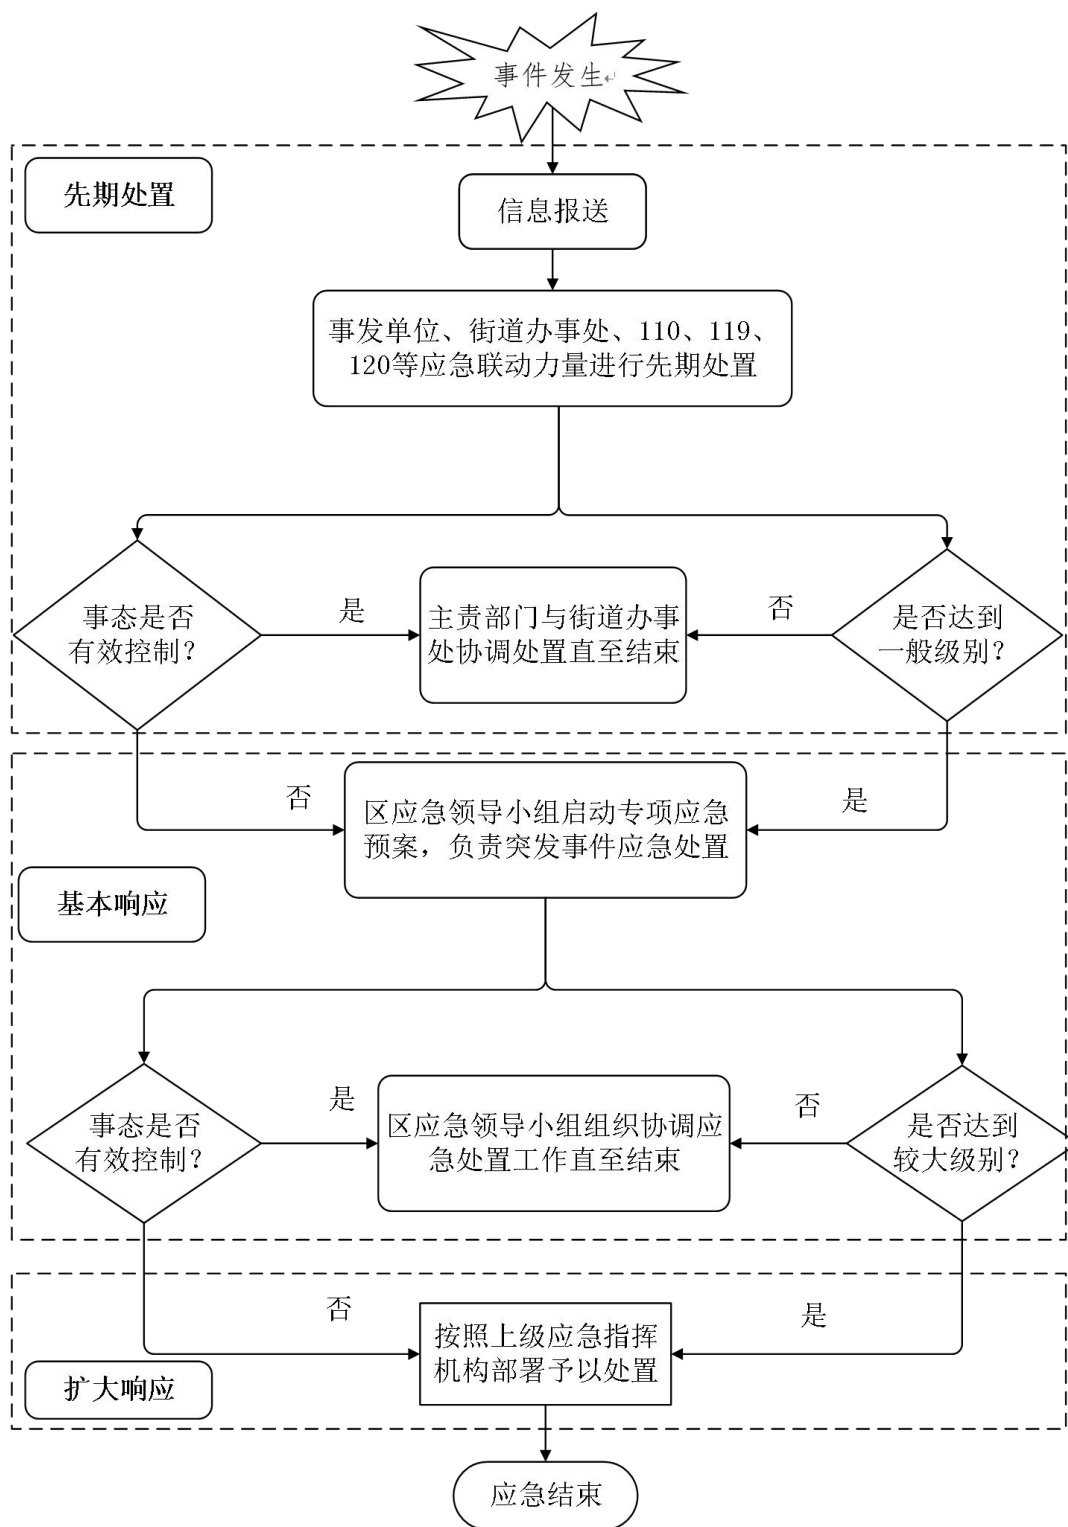 事件发生
先期处置
信息报送
事发单位、街道办事处、110、119、
120等应急联动力量进行先期处置
事态是否
有效控制？
是
主责部门与街道办事
处协调处置直至结束
否
是否达到
一般级别？
否
区应急领导小组启动专项应急
预案，负责突发事件应急处置
是
基本响应
事态是否
有效控制？
是
区应急领导小组组织协调应
急处置工作直至结束
否
是否达到
较大级别？
否
按照上级应急指挥
机构部署予以处置
是
扩大响应
应急结束